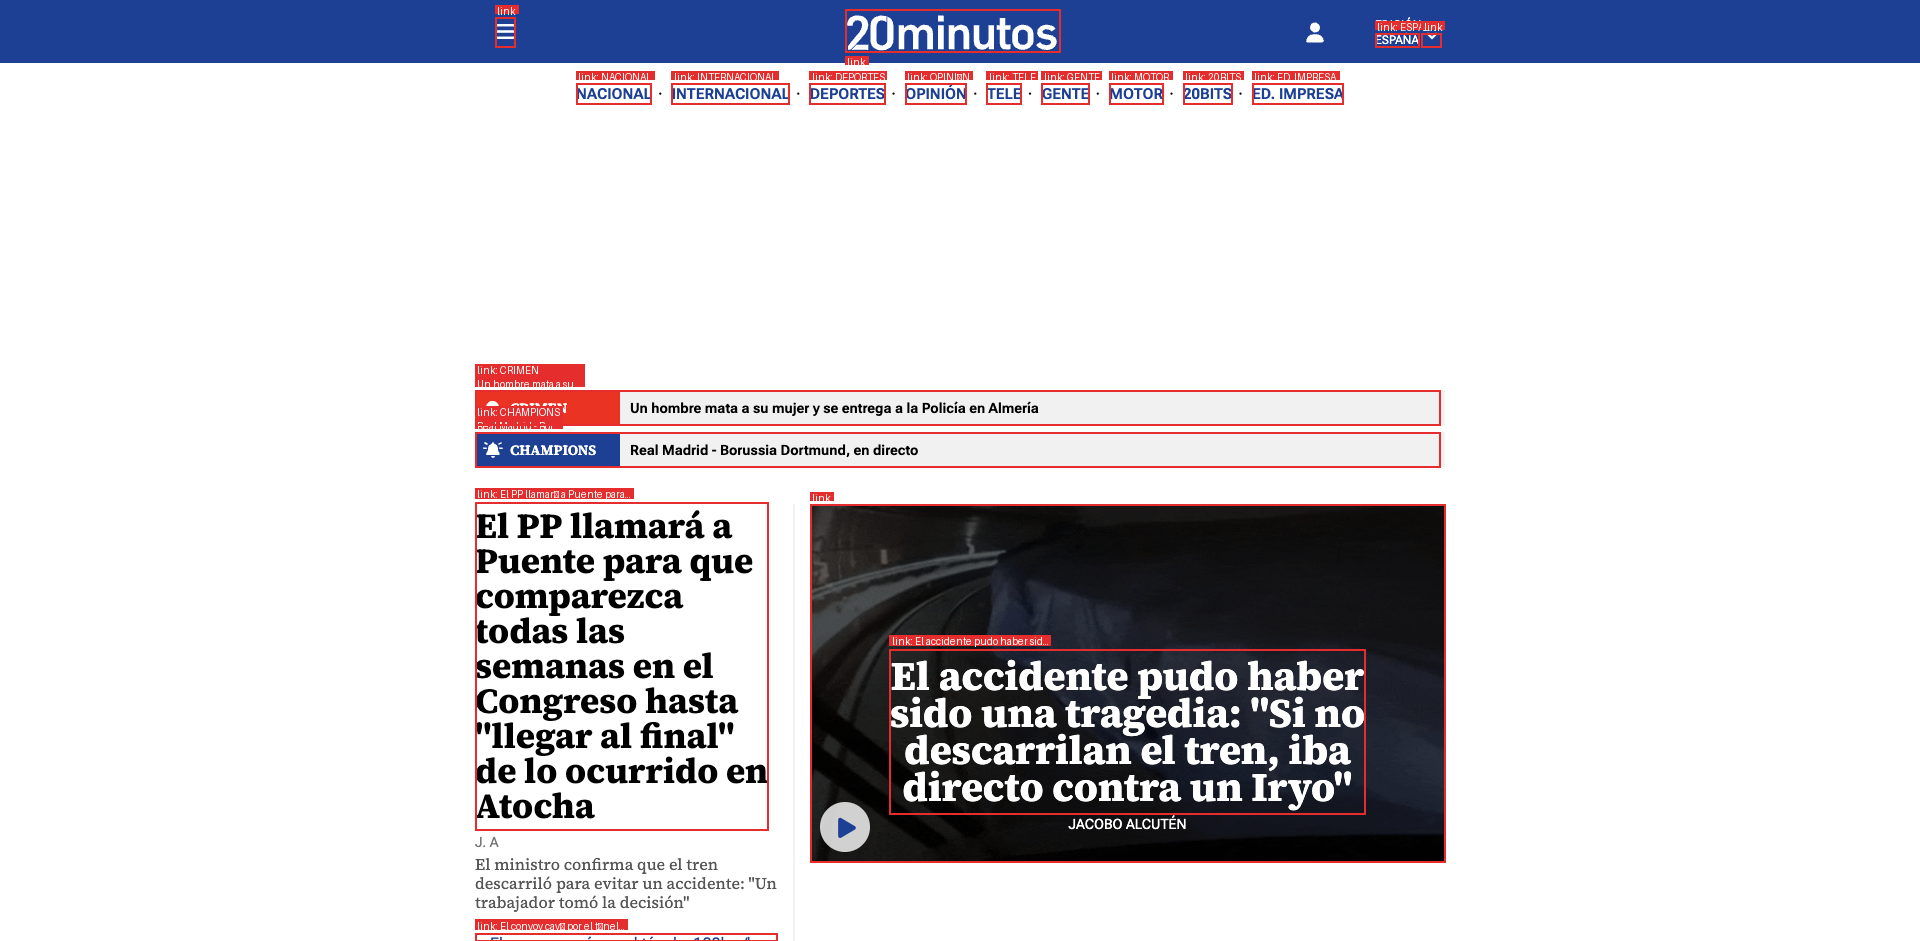 link
20minutos
link
link: ESPA
link
ESPAÑA
link: NACIONAL
link: INTERNACIONAL
link: DEPORTES
link: OPINI
link: TELE
link: GENTE
link: MOTOR
link: 20BITS
link: ED. IMPRESA
NACIONAL · INTERNACIONAL · DEPORTES · OPINIÓN · TELE · GENTE · MOTOR · 20BITS · ED. IMPRESA
link: CRIMEN
Un hombre mata a su...
Un hombre mata a su mujer y se entrega a la Policía en Almería
link: CHAMPIONS
CHAMPIONS
Real Madrid - Borussia Dortmund, en directo
link: El PP llamar a Puente para...
El PP llamará a
Puente para que
comparezca
todas las
semanas en el
Congreso hasta
"llegar al final"
de lo ocurrido en
Atocha
J. A
El ministro confirma que el tren
descarriló para evitar un accidente: "Un
trabajador tomó la decisión"
link: El convoy cay por el t nel...
link
link: El accidente pudo haber sid...
El accidente pudo haber
sido una tragedia: "Si no
descarrilan el tren, iba
directo contra un Iryo"
JACOBO ALCUTÉN